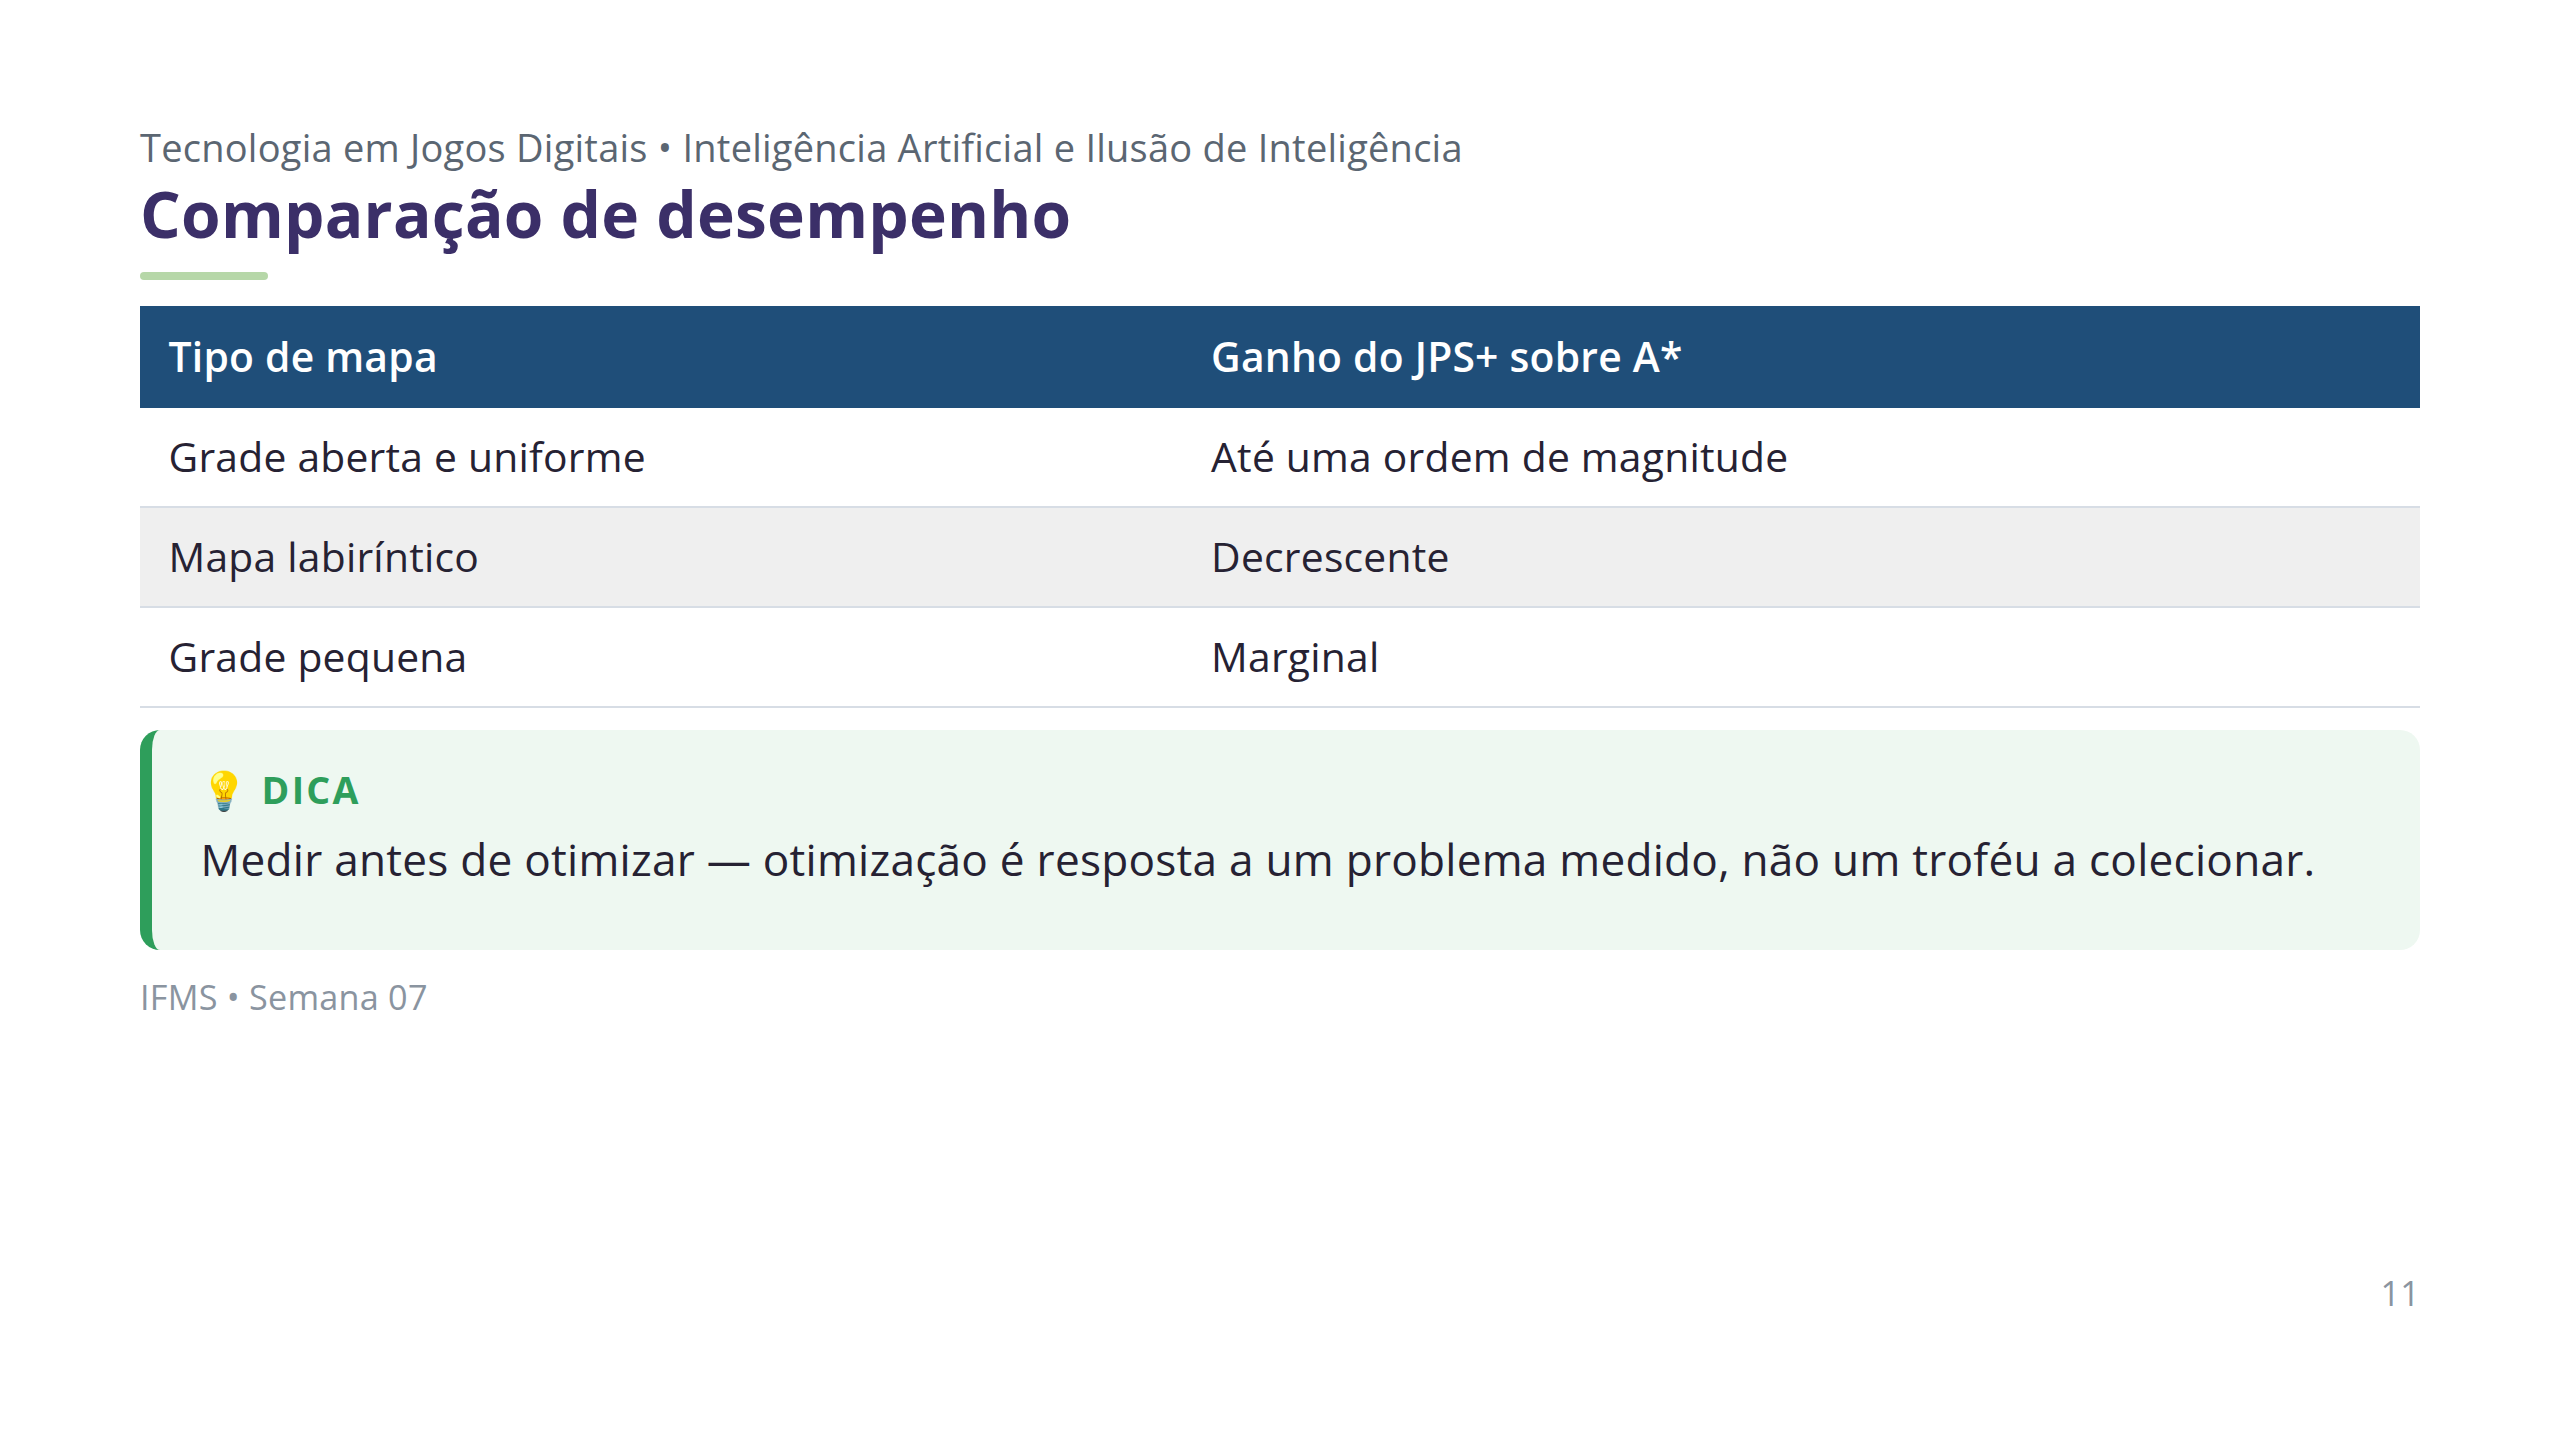 Tecnologia em Jogos Digitais • Inteligência Artificial e Ilusão de Inteligência
Comparação de desempenho
Tipo de mapa Ganho do JPS+ sobre A*
Grade aberta e uniforme Até uma ordem de magnitude
Mapa labiríntico Decrescente
Grade pequena Marginal
💡 DICA
Medir antes de otimizar — otimização é resposta a um problema medido, não um troféu a colecionar.
IFMS • Semana 07
11